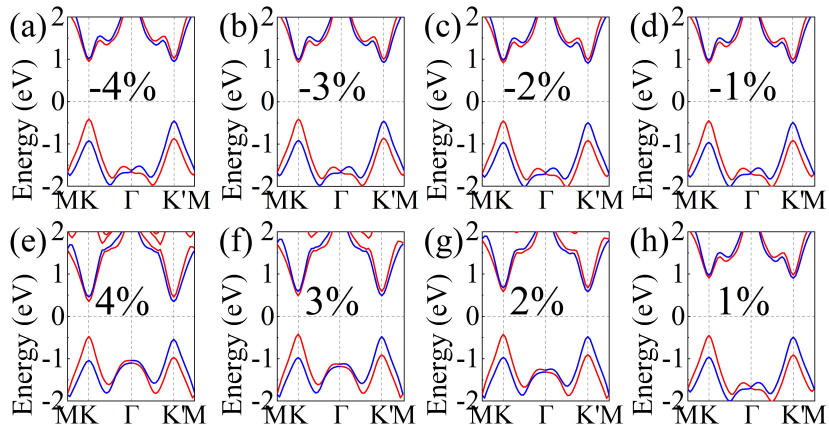 (a) (b) (c) (d)
Energy (eV) Energy (eV) Energy (eV) Energy (eV)
2 2 2 2
1 1 1 1
-4% -3% -2% -1%
0 0 0 0
-1 -1 -1 -1
-2 -2 -2 -2
MK Γ K'M MK Γ K'M MK Γ K'M MK Γ K'M
(e) (f) (g) (h)
Energy (eV) Energy (eV) Energy (eV) Energy (eV)
2 2 2 2
1 1 1 1
4% 3% 2% 1%
0 0 0 0
-1 -1 -1 -1
-2 -2 -2 -2
MK Γ K'M MK Γ K'M MK Γ K'M MK Γ K'M